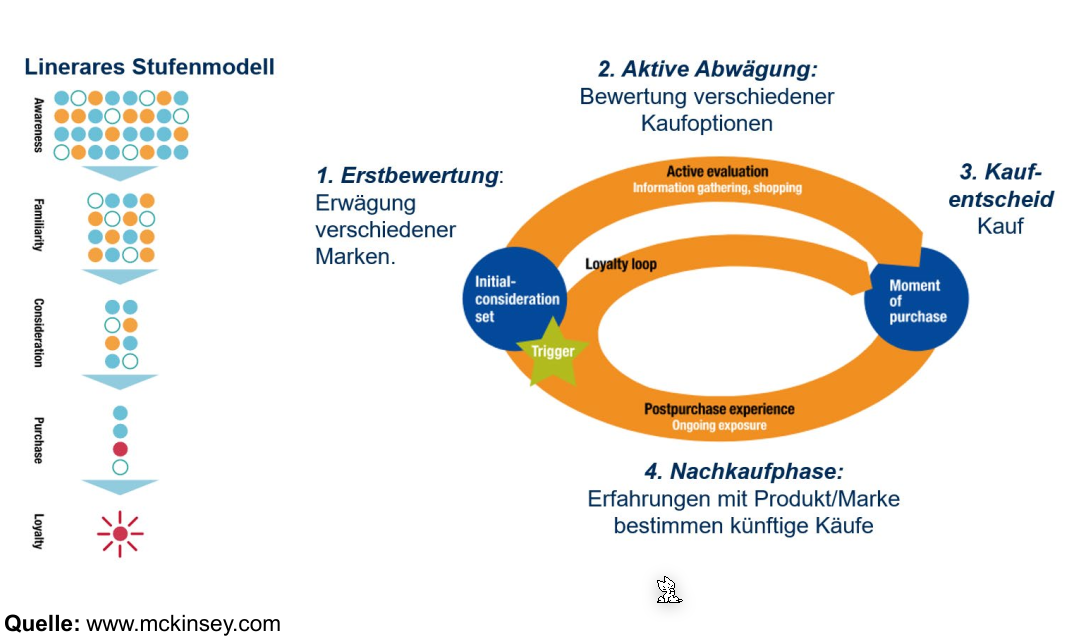 Linerares Stufenmodell
Awareness
Familiarity
Consideration
Purchase
Loyalty
1. Erstbewertung:
Erwägung
verschiedener
Marken.
2. Aktive Abwägung:
Bewertung verschiedener
Kaufoptionen
3. Kauf-
entscheid
Kauf
Active evaluation
Information gathering, shopping
Loyalty loop
Initial-
consideration
set
Trigger
Moment
of
purchase
Postpurchase experience
Ongoing exposure
4. Nachkaufphase:
Erfahrungen mit Produkt/Marke
bestimmen künftige Käufe
Quelle: www.mckinsey.com